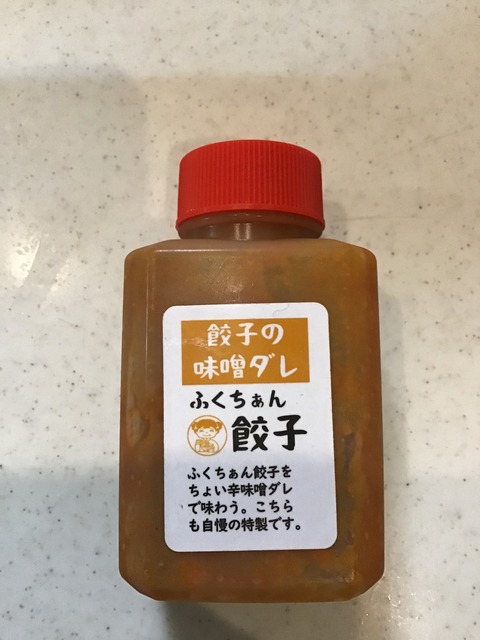 餃子の
味噌ダレ
ふくちぁん
餃子
ふくちぁん餃子を
ちょい辛味噌ダレ
で味わう。こちら
も自慢の特製です。